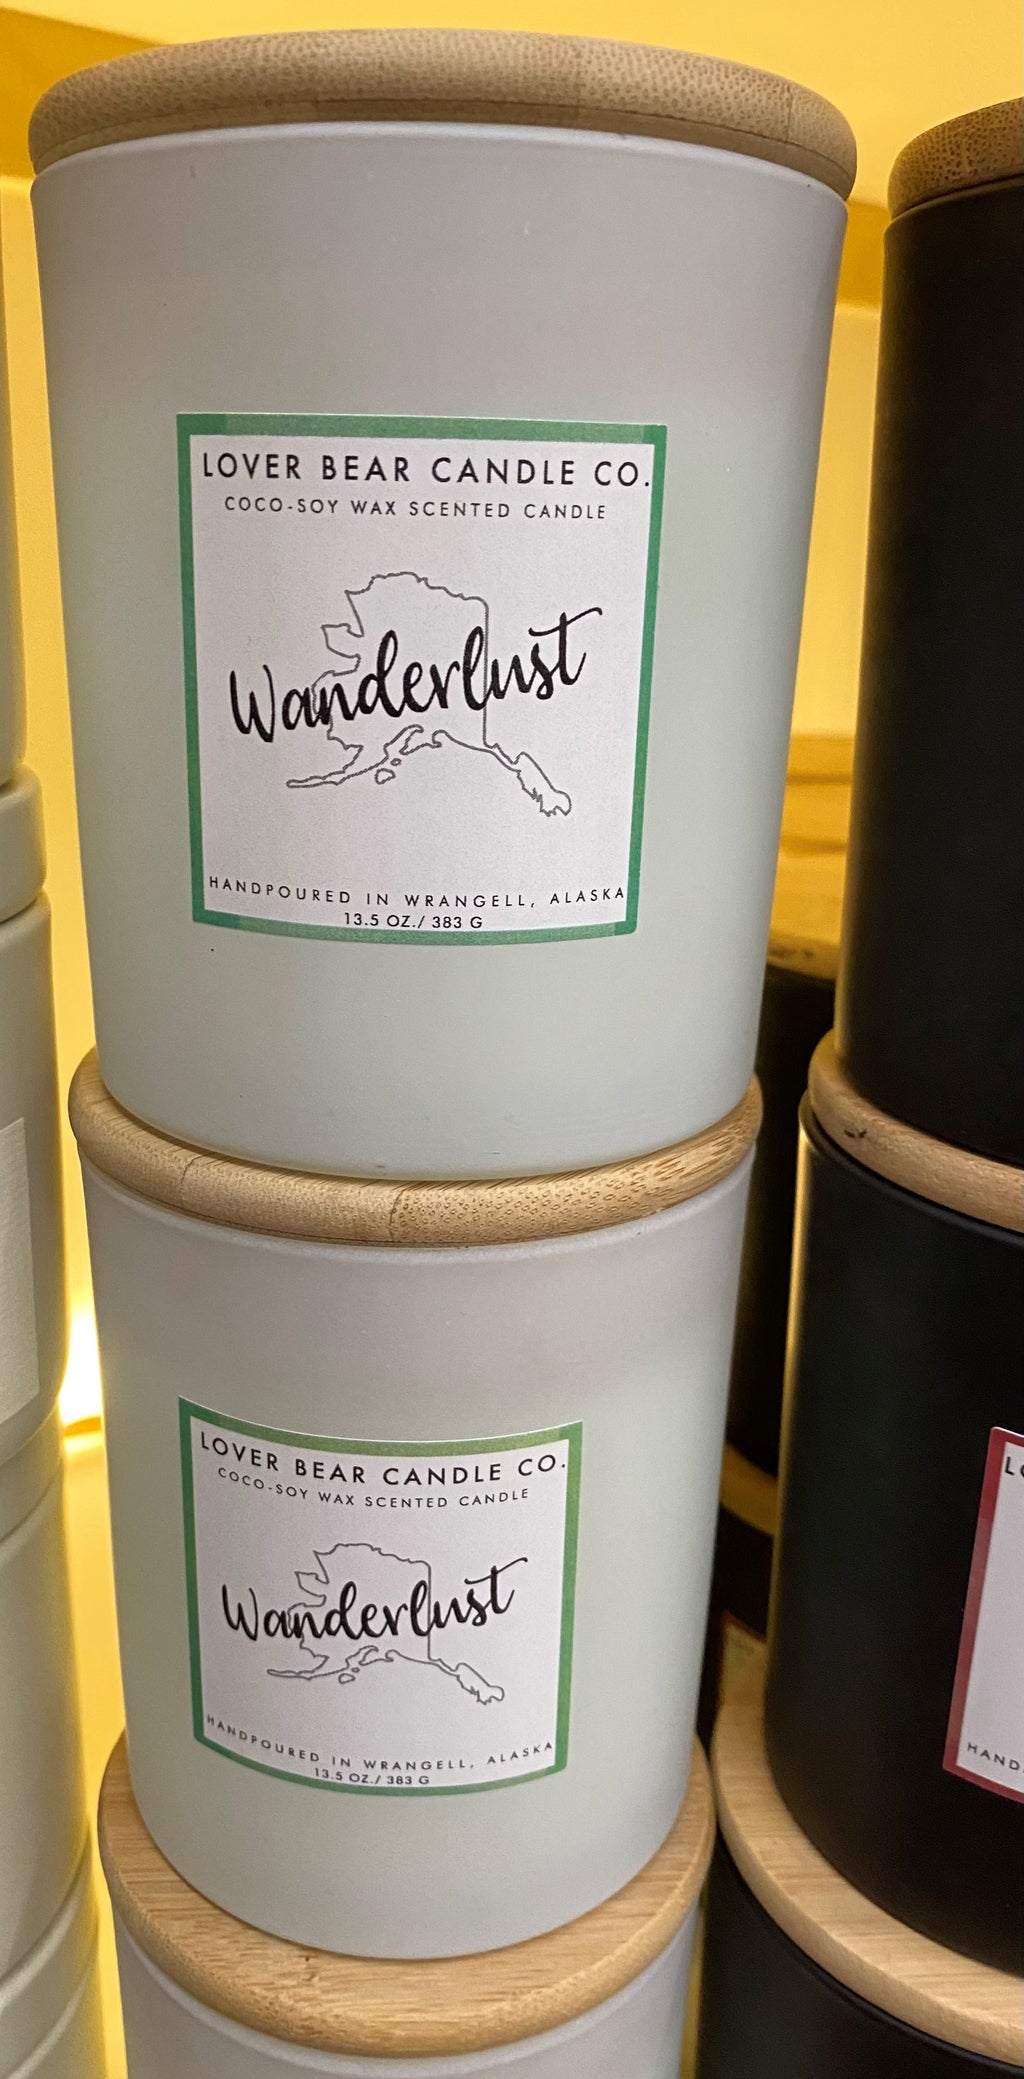 LOVER BEAR CANDLE CO.
COCO-SOY WAX SCENTED CANDLE
Wanderlust
HANDPOURED IN WRANGELL, ALASKA
13.5 OZ./ 383 G
LOVER BEAR CANDLE CO.
COCO-SOY WAX SCENTED CANDLE
Wanderlust
HANDPOURED IN WRANGELL, ALASKA
13.5 OZ./ 383 G